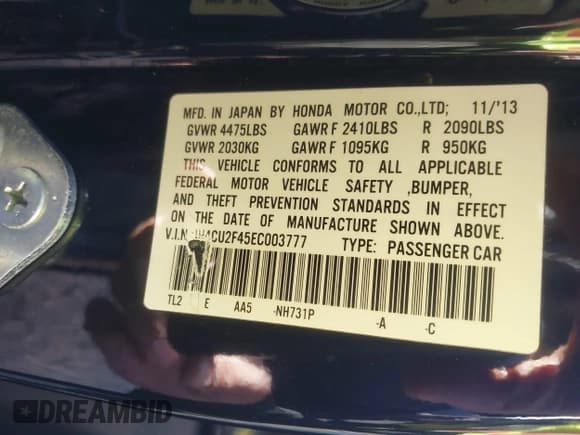 MFD. IN JAPAN BY HONDA MOTOR CO.,LTD; 11/'13
GVWR 4475LBS GAWR F 2410LBS R 2090LBS
GVWR 2030KG GAWR F 1095KG R 950KG
THIS VEHICLE CONFORMS TO ALL APPLICABLE
FEDERAL MOTOR VEHICLE SAFETY ,BUMPER,
AND THEFT PREVENTION STANDARDS IN EFFECT
ON THE DATE OF MANUFACTURE SHOWN ABOVE.
V.I.N. CU2F45EC003777 TYPE: PASSENGER CAR
TL2 E AA5 -NH731P -A -C
DREAMBID